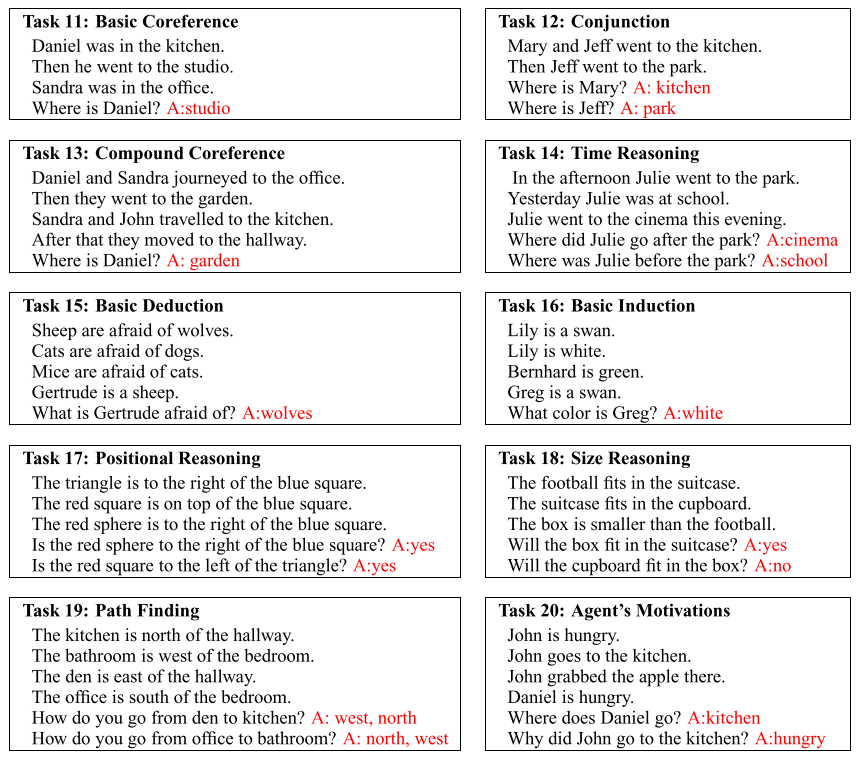 Task 11: Basic Coreference
Daniel was in the kitchen.
Then he went to the studio.
Sandra was in the office.
Where is Daniel? A:studio
Task 12: Conjunction
Mary and Jeff went to the kitchen.
Then Jeff went to the park.
Where is Mary? A: kitchen
Where is Jeff? A: park
Task 13: Compound Coreference
Daniel and Sandra journeyed to the office.
Then they went to the garden.
Sandra and John travelled to the kitchen.
After that they moved to the hallway.
Where is Daniel? A: garden
Task 14: Time Reasoning
In the afternoon Julie went to the park.
Yesterday Julie was at school.
Julie went to the cinema this evening.
Where did Julie go after the park? A:cinema
Where was Julie before the park? A:school
Task 15: Basic Deduction
Sheep are afraid of wolves.
Cats are afraid of dogs.
Mice are afraid of cats.
Gertrude is a sheep.
What is Gertrude afraid of? A:wolves
Task 16: Basic Induction
Lily is a swan.
Lily is white.
Bernhard is green.
Greg is a swan.
What color is Greg? A:white
Task 17: Positional Reasoning
The triangle is to the right of the blue square.
The red square is on top of the blue square.
The red sphere is to the right of the blue square.
Is the red sphere to the right of the blue square? A:yes
Is the red square to the left of the triangle? A:yes
Task 18: Size Reasoning
The football fits in the suitcase.
The suitcase fits in the cupboard.
The box is smaller than the football.
Will the box fit in the suitcase? A:yes
Will the cupboard fit in the box? A:no
Task 19: Path Finding
The kitchen is north of the hallway.
The bathroom is west of the bedroom.
The den is east of the hallway.
The office is south of the bedroom.
How do you go from den to kitchen? A: west, north
How do you go from office to bathroom? A: north, west
Task 20: Agent's Motivations
John is hungry.
John goes to the kitchen.
John grabbed the apple there.
Daniel is hungry.
Where does Daniel go? A:kitchen
Why did John go to the kitchen? A:hungry